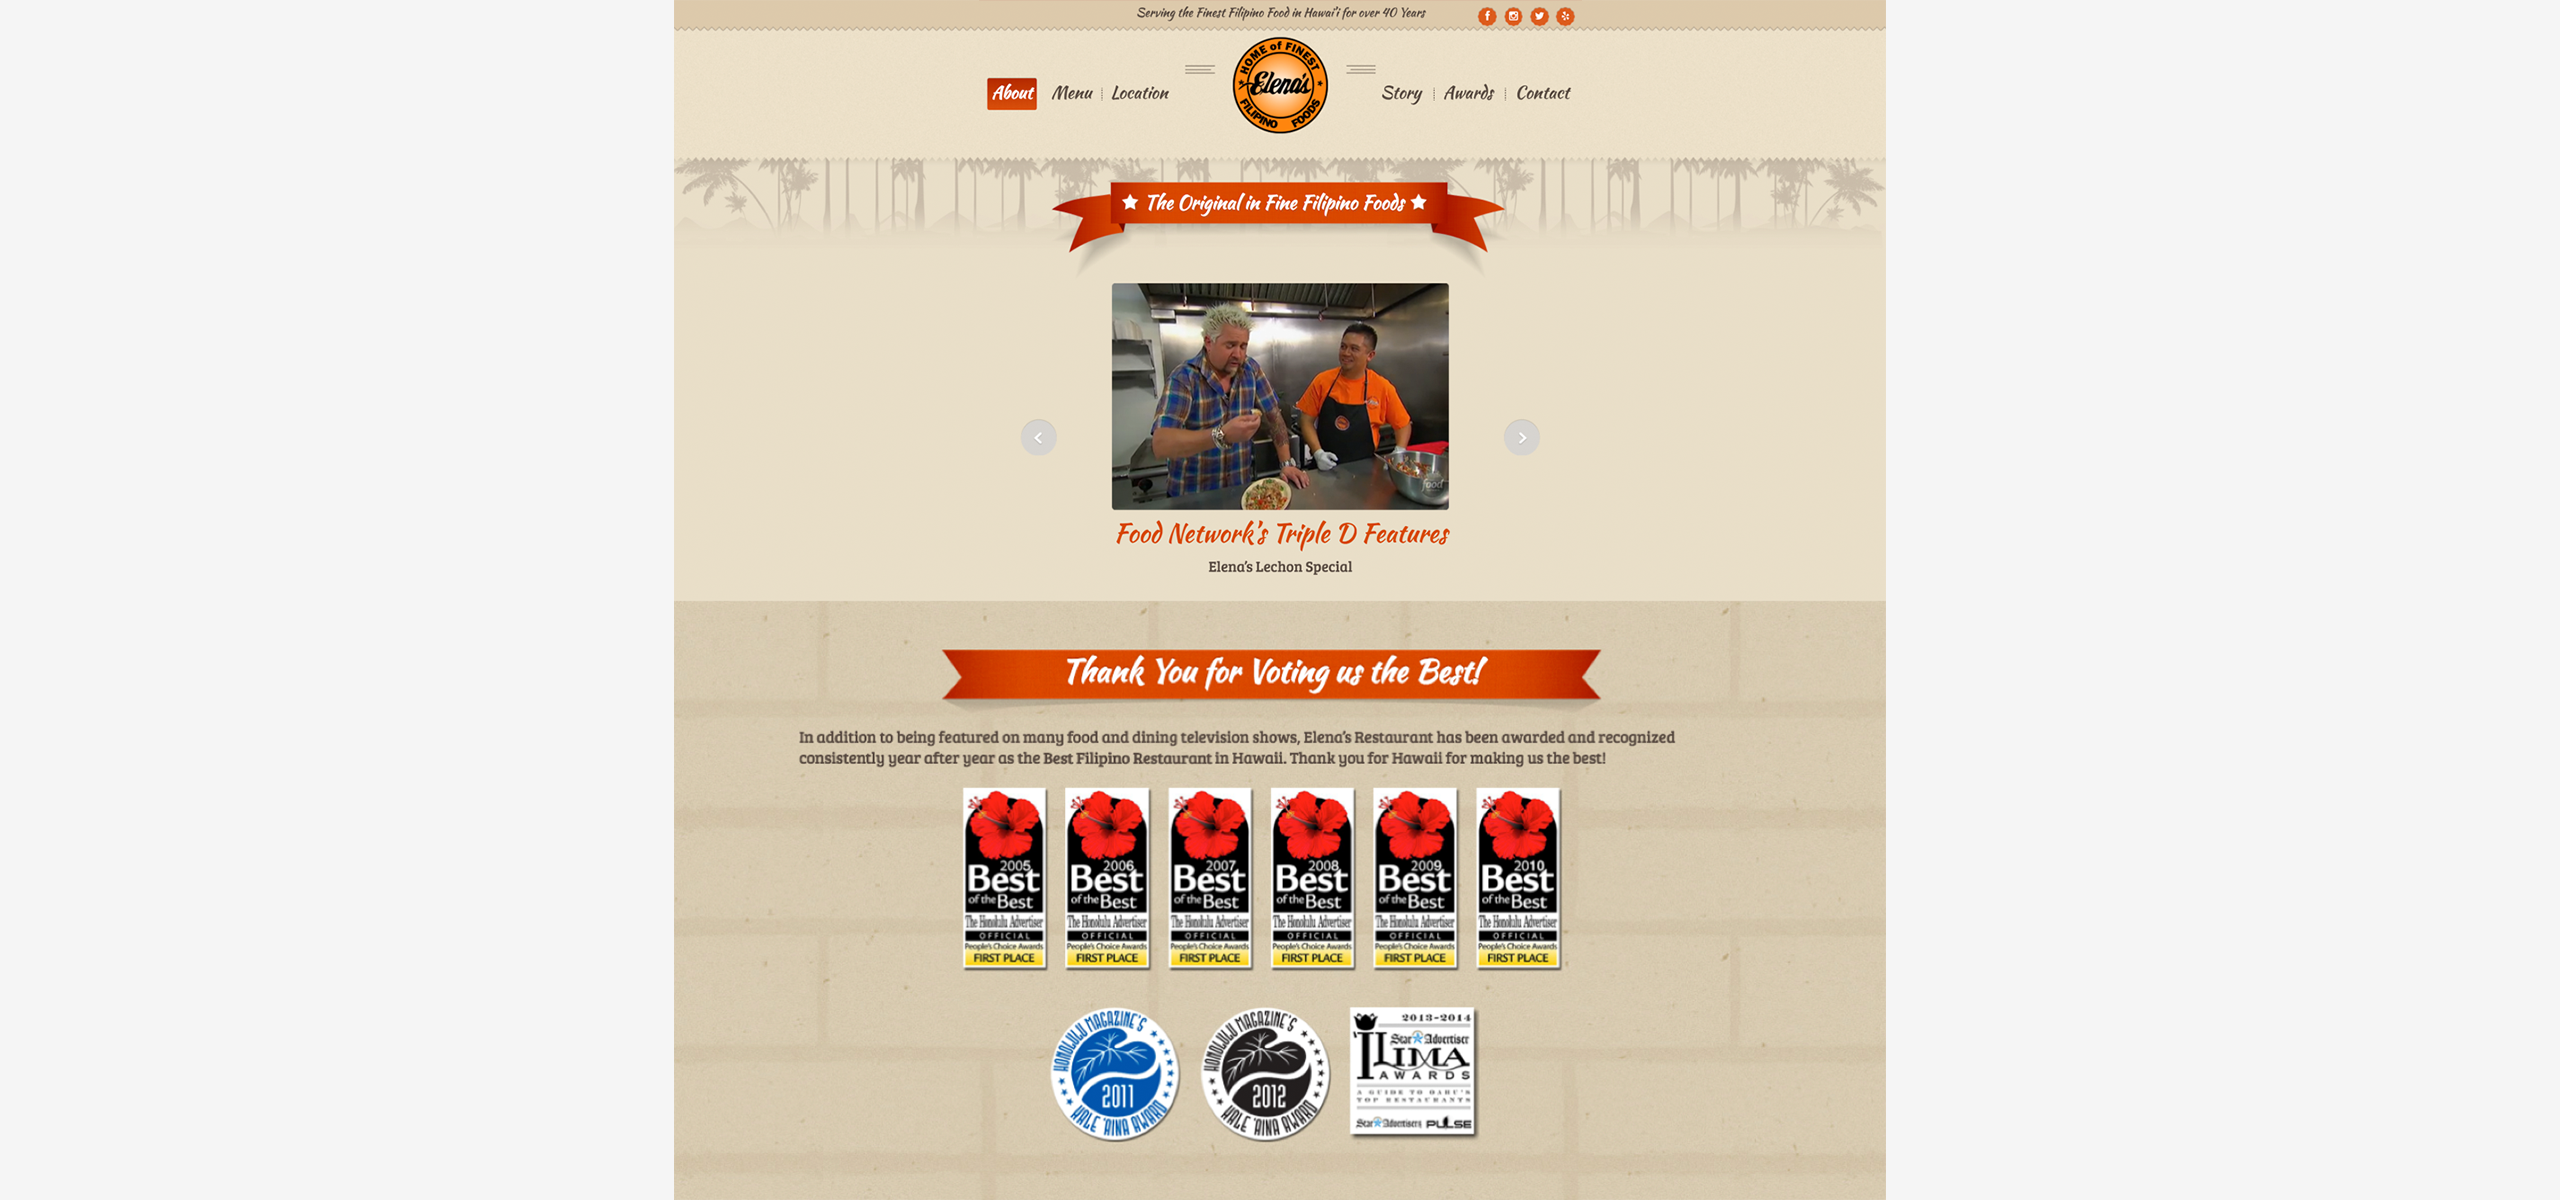 Serving the Finest Filipino Food in Hawai'i for over 40 Years
About
Menu
Location
HOME of FINEST
Elena's
FILIPINO FOODS
Story
Awards
Contact
The Original in Fine Filipino Foods
food
Food Network's Triple D Features
Elena's Lechon Special
Thank You for Voting us the Best!
In addition to being featured on many food and dining television shows, Elena's Restaurant has been awarded and recognized
consistently year after year as the Best Filipino Restaurant in Hawaii. Thank you for Hawaii for making us the best!
2005
Best
of the Best
The Honolulu Advertiser
OFFICIAL
People's Choice Awards
FIRST PLACE
2006
Best
of the Best
The Honolulu Advertiser
OFFICIAL
People's Choice Awards
FIRST PLACE
2007
Best
of the Best
The Honolulu Advertiser
OFFICIAL
People's Choice Awards
FIRST PLACE
2008
Best
of the Best
The Honolulu Advertiser
OFFICIAL
People's Choice Awards
FIRST PLACE
2009
Best
of the Best
The Honolulu Advertiser
OFFICIAL
People's Choice Awards
FIRST PLACE
2010
Best
of the Best
The Honolulu Advertiser
OFFICIAL
People's Choice Awards
FIRST PLACE
HONOLULU MAGAZINE'S
2011
HALE 'AINA AWARD
HONOLULU MAGAZINE'S
2012
HALE 'AINA AWARD
2013-2014
Star Advertiser
'ILIMA
AWARDS
A GUIDE TO OAHU'S
TOP RESTAURANTS
Star Advertiser PULSE